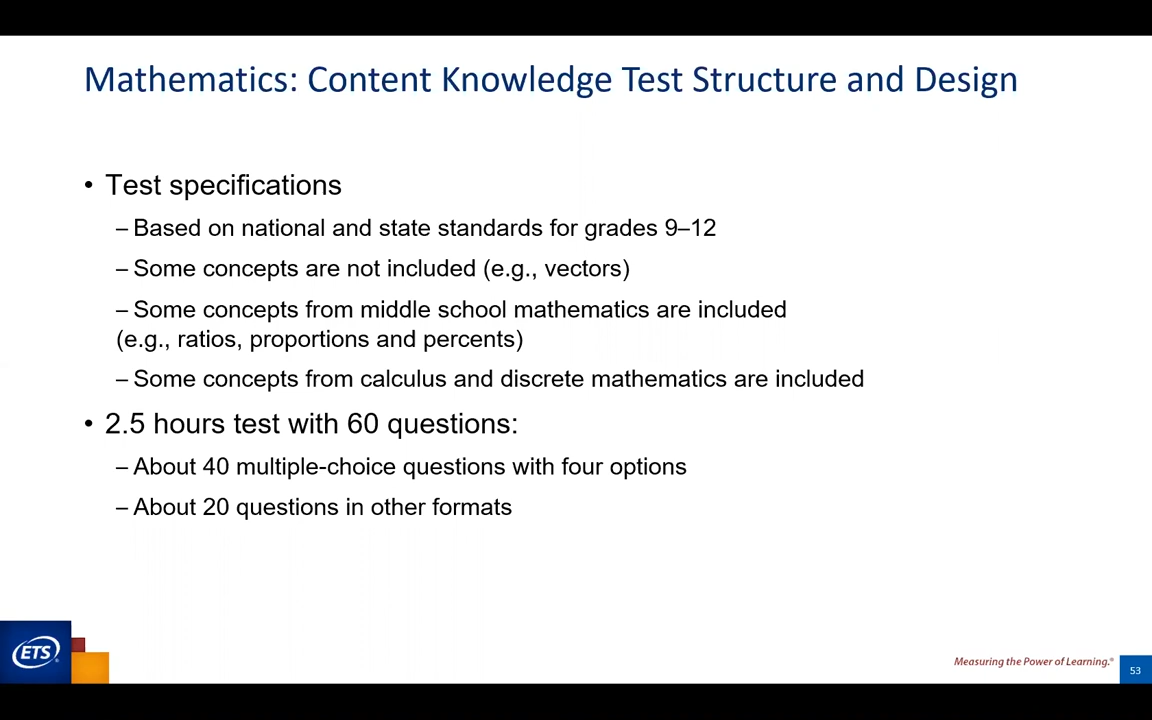 Mathematics: Content Knowledge Test Structure and Design
• Test specifications
– Based on national and state standards for grades 9–12
– Some concepts are not included (e.g., vectors)
– Some concepts from middle school mathematics are included
(e.g., ratios, proportions and percents)
– Some concepts from calculus and discrete mathematics are included
• 2.5 hours test with 60 questions:
– About 40 multiple-choice questions with four options
– About 20 questions in other formats
ETS®
Measuring the Power of Learning.®
53